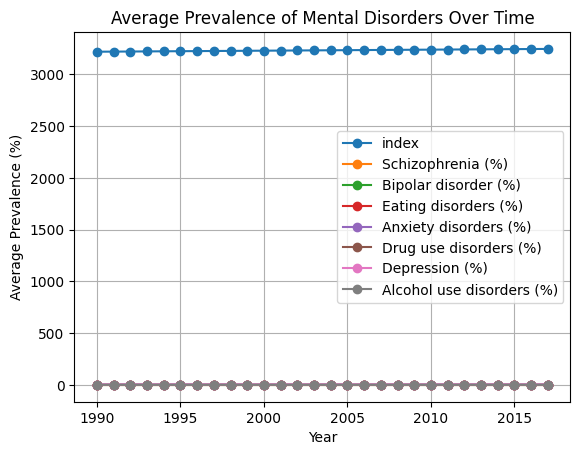 Average Prevalence of Mental Disorders Over Time
Average Prevalence (%)
3000
2500
2000
1500
1000
500
0
index
Schizophrenia (%)
Bipolar disorder (%)
Eating disorders (%)
Anxiety disorders (%)
Drug use disorders (%)
Depression (%)
Alcohol use disorders (%)
1990 1995 2000 2005 2010 2015
Year